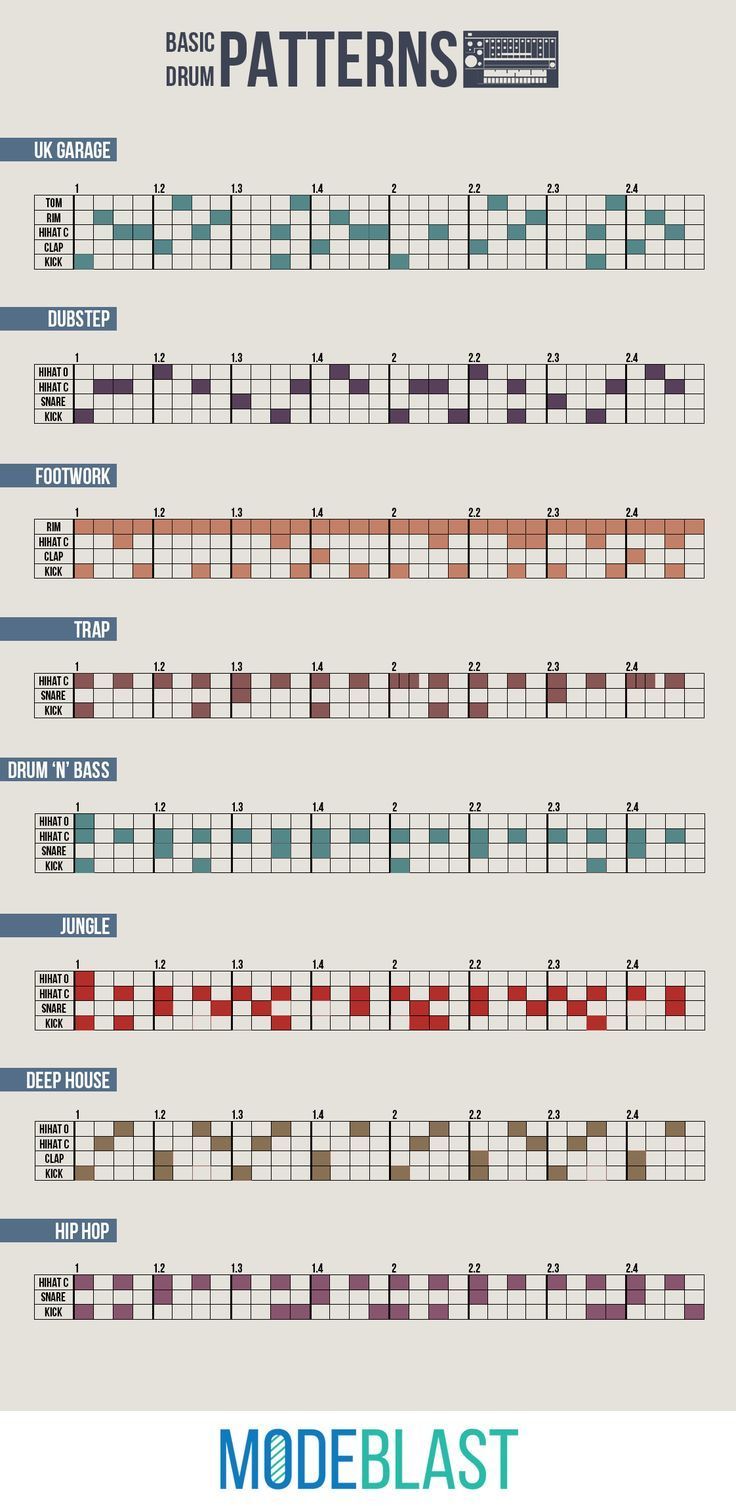 BASIC
DRUM PATTERNS
UK GARAGE
1 1.2 1.3 1.4 2 2.2 2.3 2.4
TOM
RIM
HIHAT C
CLAP
KICK
DUBSTEP
1 1.2 1.3 1.4 2 2.2 2.3 2.4
HIHAT O
HIHAT C
SNARE
KICK
FOOTWORK
1 1.2 1.3 1.4 2 2.2 2.3 2.4
RIM
HIHAT C
CLAP
KICK
TRAP
1 1.2 1.3 1.4 2 2.2 2.3 2.4
HIHAT C
SNARE
KICK
DRUM 'N' BASS
1 1.2 1.3 1.4 2 2.2 2.3 2.4
HIHAT O
HIHAT C
SNARE
KICK
JUNGLE
1 1.2 1.3 1.4 2 2.2 2.3 2.4
HIHAT O
HIHAT C
SNARE
KICK
DEEP HOUSE
1 1.2 1.3 1.4 2 2.2 2.3 2.4
HIHAT O
HIHAT C
CLAP
KICK
HIP HOP
1 1.2 1.3 1.4 2 2.2 2.3 2.4
HIHAT C
SNARE
KICK
MODEBLAST